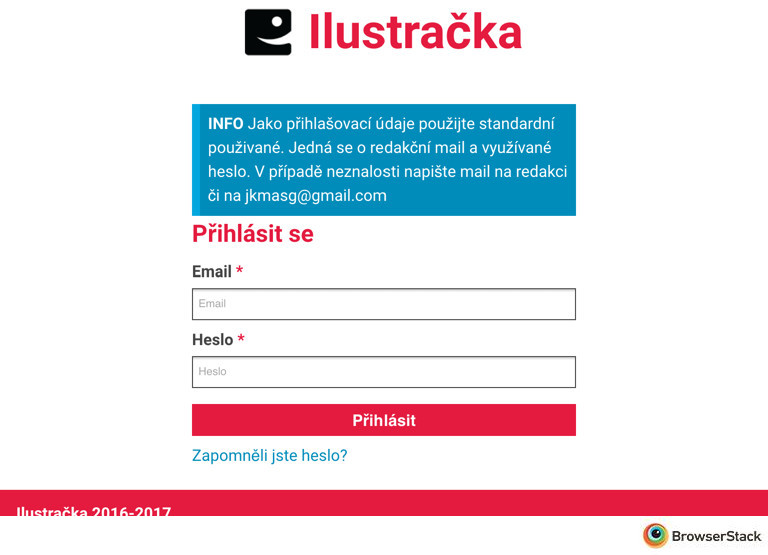 Ilustračka
INFO Jako přihlašovací údaje použijte standardní
použivané. Jedná se o redakční mail a využívané
heslo. V případě neznalosti napište mail na redakci
či na jkmasg@gmail.com
Přihlásit se
Email *
Email
Heslo *
Heslo
Přihlásit
Zapomněli jste heslo?
Ilustračka 2016-2017
BrowserStack